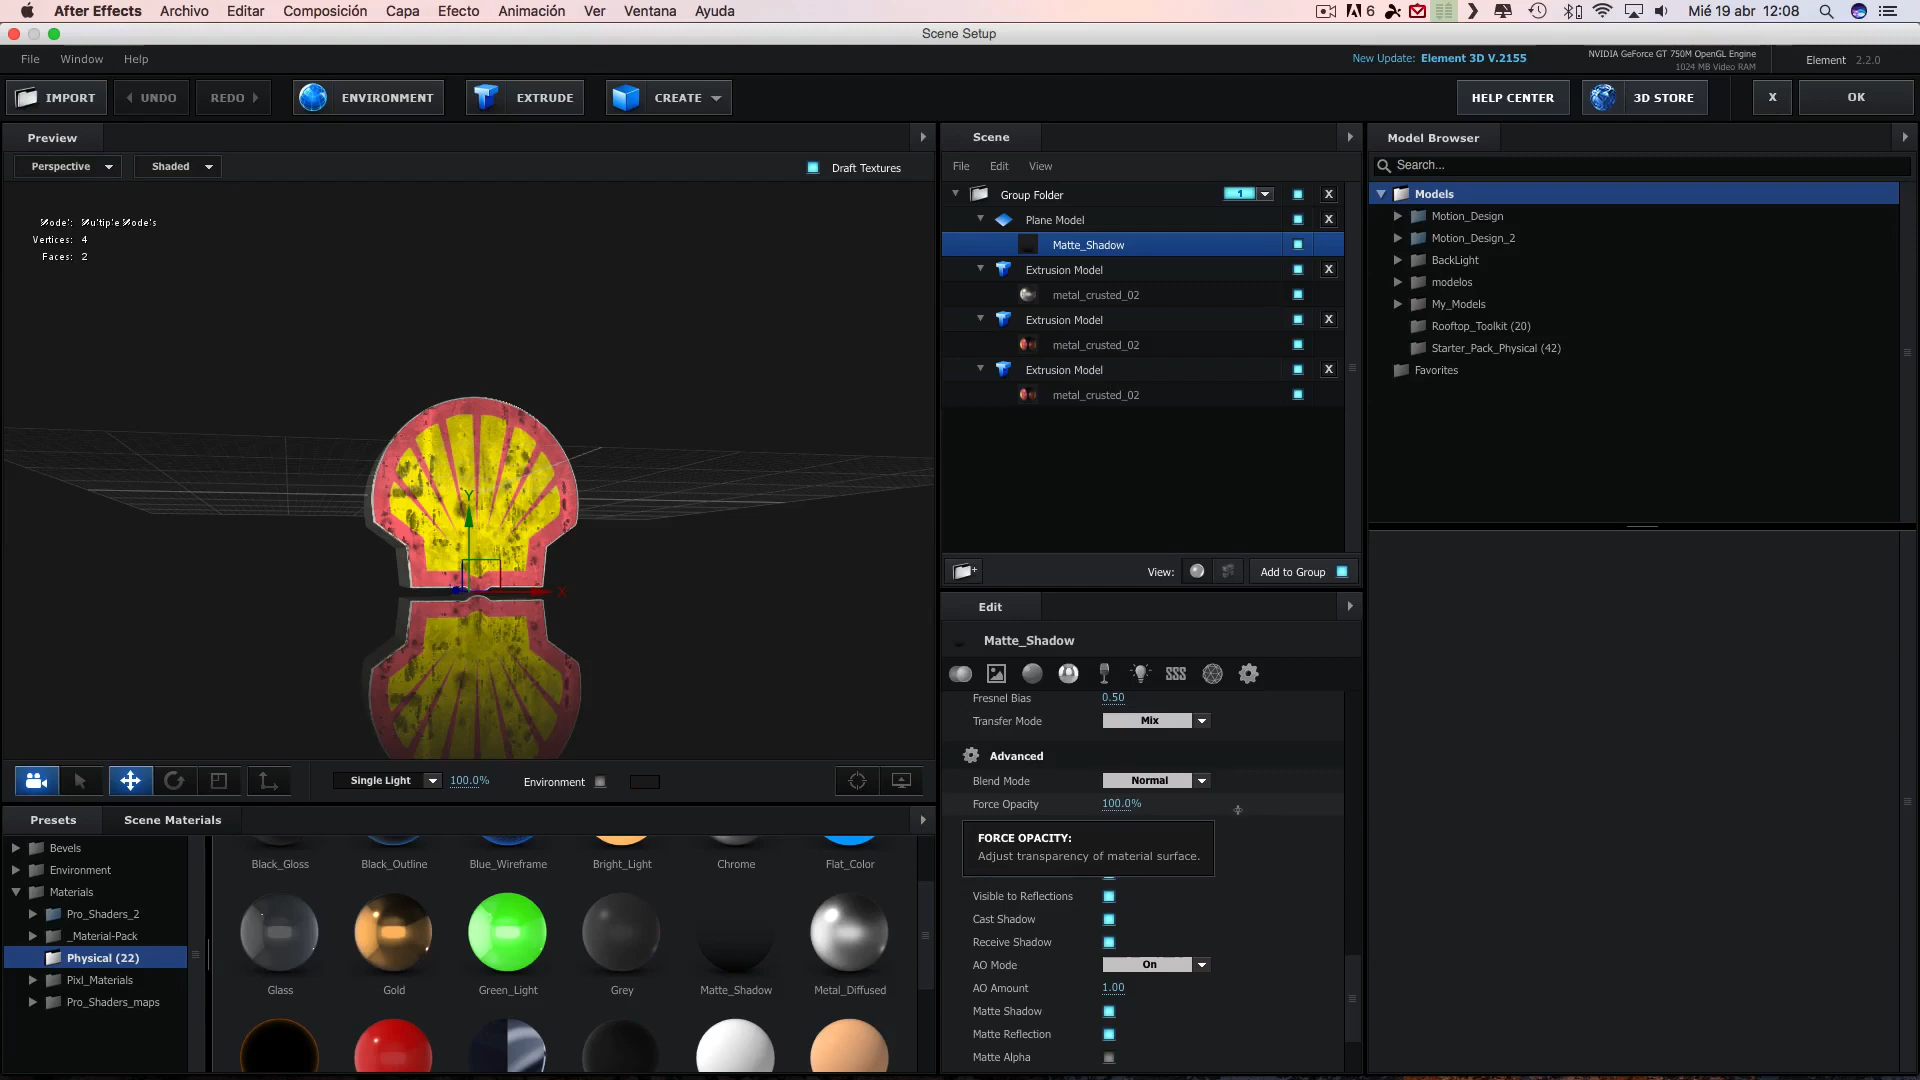 After Effects Archivo Editar Composición Capa Efecto Animación Ver Ventana Ayuda 6 Mié 19 abr 12:08
Scene Setup
File Window Help New Update: Element 3D V.2155 NVIDIA GeForce GT 750M OpenGL Engine
1024 MB Video RAM Element 2.2.0
IMPORT UNDO REDO ENVIRONMENT EXTRUDE CREATE HELP CENTER 3D STORE X OK
Preview
Perspective Shaded Draft Textures
Vertices: 4
Faces: 2
Y
X
Single Light 100.0% Environment
Scene
File Edit View
Group Folder 1 X
Plane Model X
Matte_Shadow
Extrusion Model X
metal_crusted_02
Extrusion Model X
metal_crusted_02
Extrusion Model X
metal_crusted_02
View: Add to Group
Model Browser
Search...
Models
Motion_Design
Motion_Design_2
BackLight
modelos
My_Models
Rooftop_Toolkit (20)
Starter_Pack_Physical (42)
Favorites
Edit
Matte_Shadow
Fresnel Bias 0.50
Transfer Mode Mix
Advanced
Blend Mode Normal
Force Opacity 100.0%
FORCE OPACITY:
Adjust transparency of material surface.
Visible to Reflections
Cast Shadow
Receive Shadow
AO Mode On
AO Amount 1.00
Matte Shadow
Matte Reflection
Matte Alpha
Presets Scene Materials
Bevels
Environment
Materials
Pro_Shaders_2
_Material-Pack
Physical (22)
Pixl_Materials
Pro_Shaders_maps
Black_Gloss Black_Outline Blue_Wireframe Bright_Light Chrome Flat_Color
Glass Gold Green_Light Grey Matte_Shadow Metal_Diffused